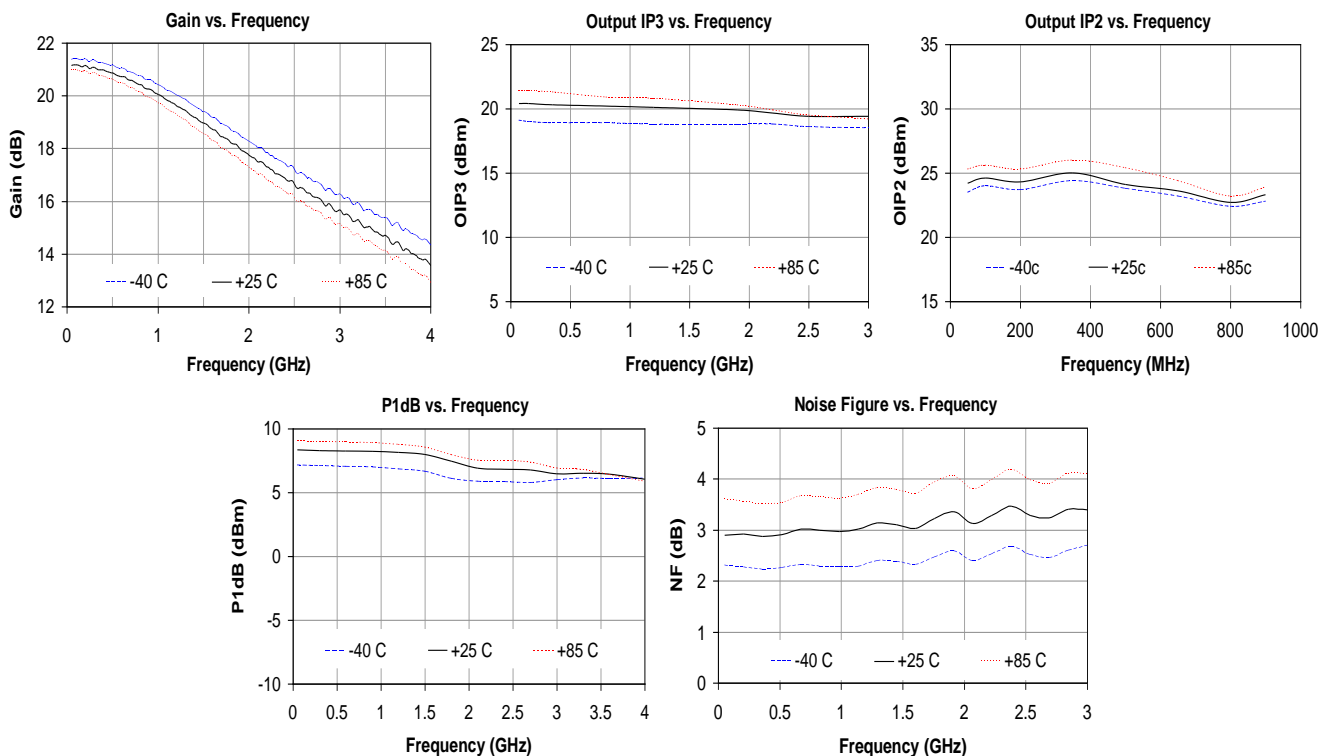 Gain vs. Frequency
Gain (dB)
22
20
18
16
14
12
-40 C +25 C +85 C
0 1 2 3 4
Frequency (GHz)
Output IP3 vs. Frequency
OIP3 (dBm)
25
20
15
10
5
-40 C +25 C +85 C
0 0.5 1 1.5 2 2.5 3
Frequency (GHz)
Output IP2 vs. Frequency
OIP2 (dBm)
35
30
25
20
15
-40c +25c +85c
0 200 400 600 800 1000
Frequency (MHz)
P1dB vs. Frequency
P1dB (dBm)
10
5
0
-5
-10
-40 C +25 C +85 C
0 0.5 1 1.5 2 2.5 3 3.5 4
Frequency (GHz)
Noise Figure vs. Frequency
NF (dB)
5
4
3
2
1
0
-40 C +25 C +85 C
0 0.5 1 1.5 2 2.5 3
Frequency (GHz)